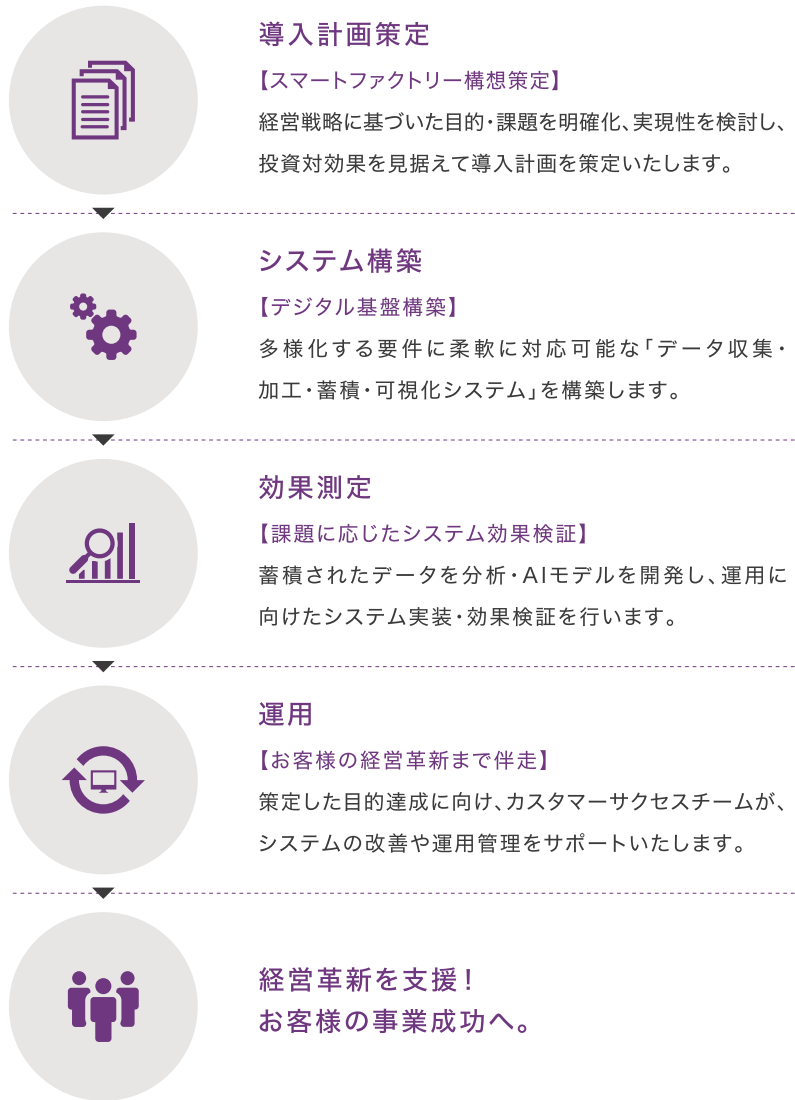 導入計画策定
【スマートファクトリー構想策定】
経営戦略に基づいた目的・課題を明確化、実現性を検討し、
投資対効果を見据えて導入計画を策定いたします。
システム構築
【デジタル基盤構築】
多様化する要件に柔軟に対応可能な「データ収集・
加工・蓄積・可視化システム」を構築します。
効果測定
【課題に応じたシステム効果検証】
蓄積されたデータを分析・AIモデルを開発し、運用に
向けたシステム実装・効果検証を行います。
運用
【お客様の経営革新まで伴走】
策定した目的達成に向け、カスタマーサクセスチームが、
システムの改善や運用管理をサポートいたします。
経営革新を支援!
お客様の事業成功へ。